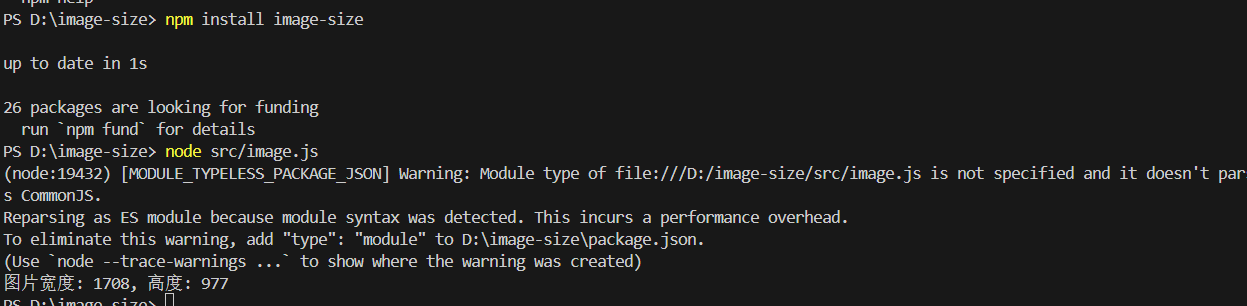 npm help
PS D:\image-size> npm install image-size
up to date in 1s
26 packages are looking for funding
run `npm fund` for details
PS D:\image-size> node src/image.js
(node:19432) [MODULE_TYPELESS_PACKAGE_JSON] Warning: Module type of file:///D:/image-size/src/image.js is not specified and it doesn't pars
s CommonJS.
Reparsing as ES module because module syntax was detected. This incurs a performance overhead.
To eliminate this warning, add "type": "module" to D:\image-size\package.json.
(Use `node --trace-warnings ...` to show where the warning was created)
图片宽度: 1708, 高度: 977
PS D:\image-size>